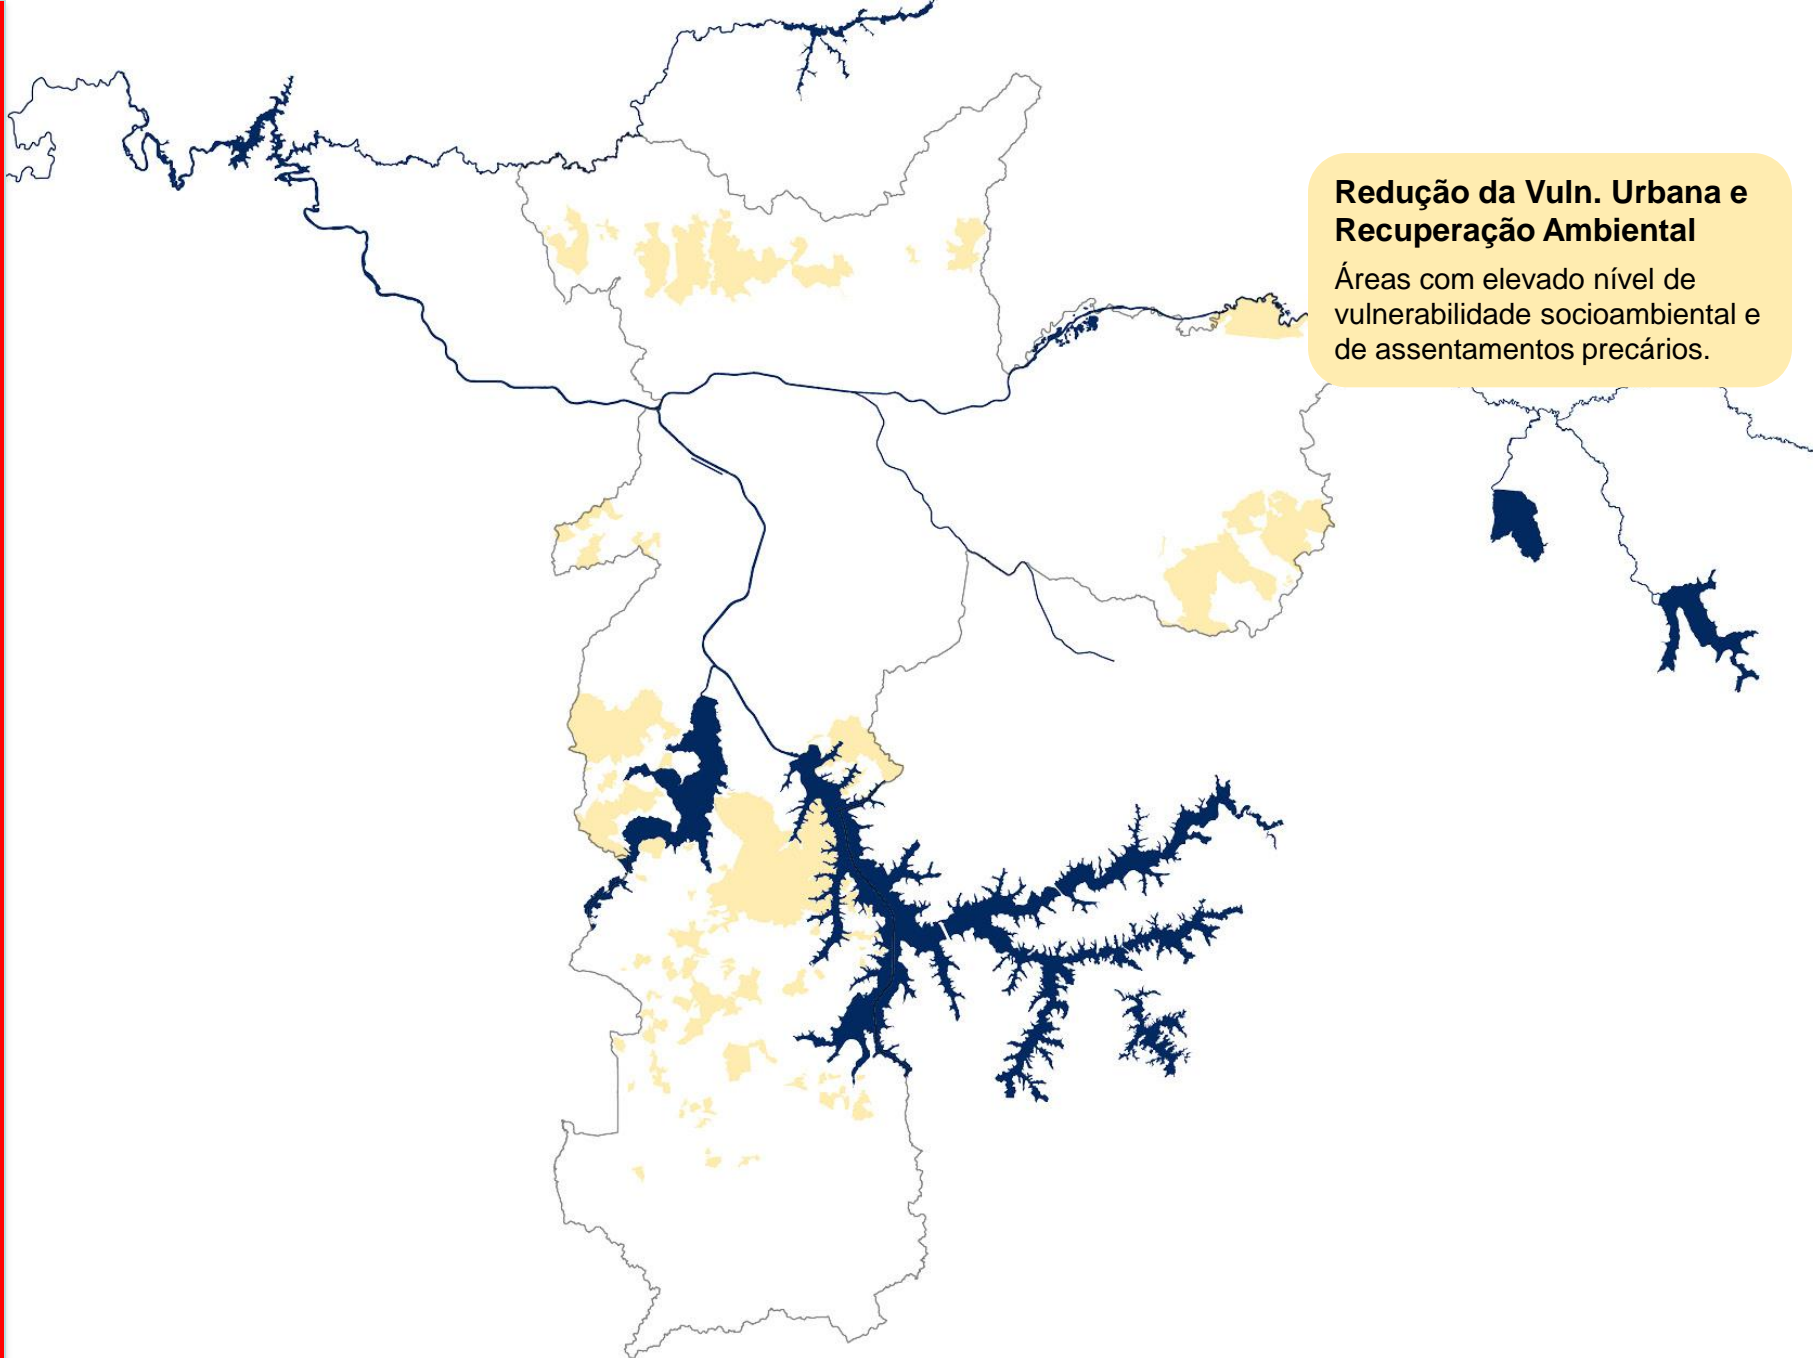 Redução da Vuln. Urbana e
Recuperação Ambiental
Áreas com elevado nível de
vulnerabilidade socioambiental e
de assentamentos precários.